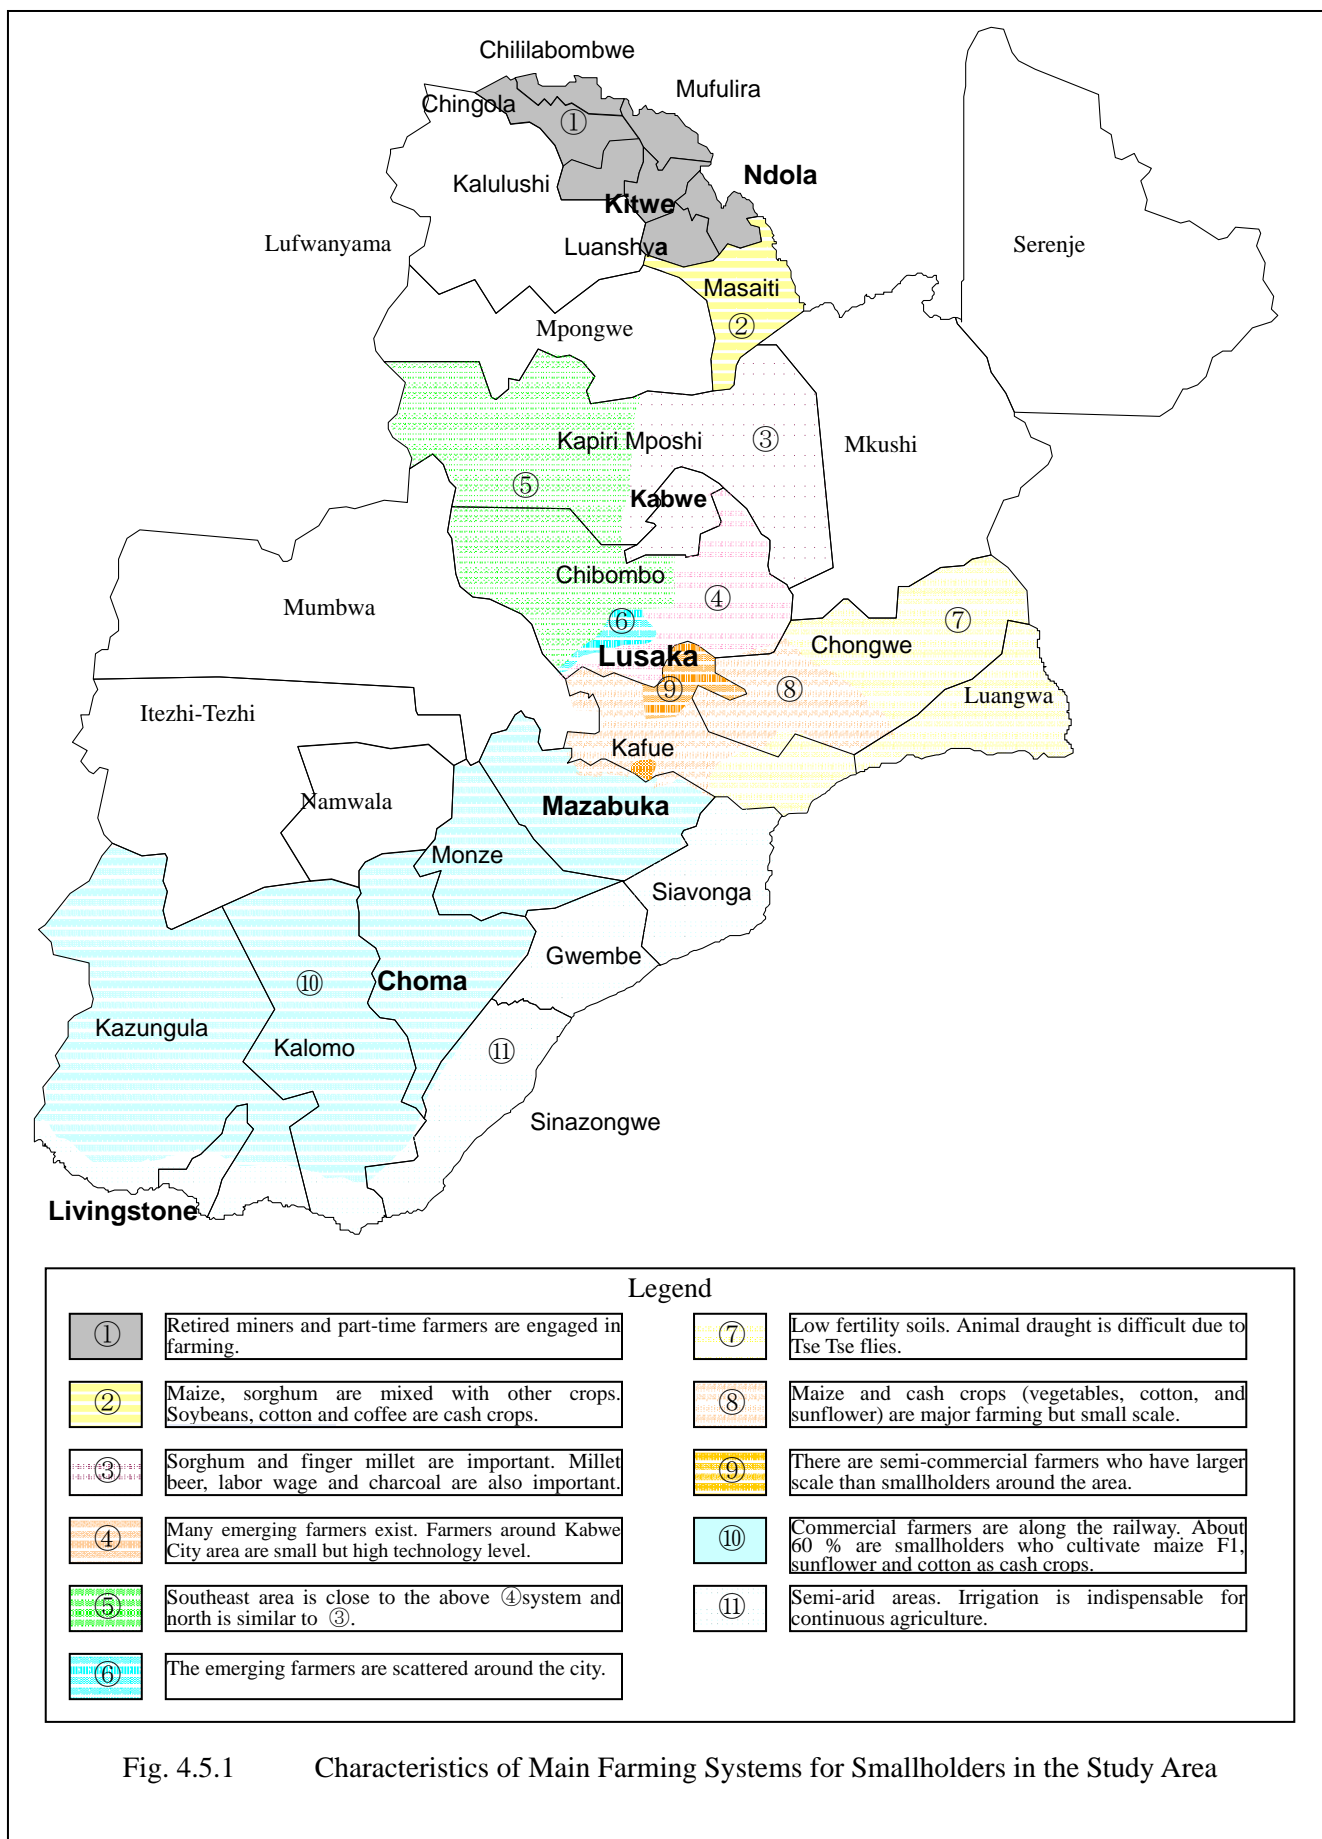 Chililabombwe
Mufulira
Chingola
①
Kalulushi
Ndola
Kitwe
Lufwanyama
Luanshya
Serenje
Masaiti
②
Mpongwe
Kapiri Mposhi
③
Mkushi
⑤
Kabwe
Chibombo
④
Mumbwa
⑥
⑦
Chongwe
Lusaka
⑨
⑧
Luangwa
Itezhi-Tezhi
Kafue
Namwala
Mazabuka
Monze
Siavonga
Gwembe
⑩
Choma
Kazungula
Kalomo
⑪
Sinazongwe
Livingstone
Legend
①
Retired miners and part-time farmers are engaged in
farming.
②
Maize, sorghum are mixed with other crops.
Soybeans, cotton and coffee are cash crops.
③
Sorghum and finger millet are important. Millet
beer, labor wage and charcoal are also important.
④
Many emerging farmers exist. Farmers around Kabwe
City area are small but high technology level.
⑤
Southeast area is close to the above ④system and
north is similar to ③.
⑥
The emerging farmers are scattered around the city.
⑦
Low fertility soils. Animal draught is difficult due to
Tse Tse flies.
⑧
Maize and cash crops (vegetables, cotton, and
sunflower) are major farming but small scale.
⑨
There are semi-commercial farmers who have larger
scale than smallholders around the area.
⑩
Commercial farmers are along the railway. About
60 % are smallholders who cultivate maize F1,
sunflower and cotton as cash crops.
⑪
Semi-arid areas. Irrigation is indispensable for
continuous agriculture.
Fig. 4.5.1 Characteristics of Main Farming Systems for Smallholders in the Study Area